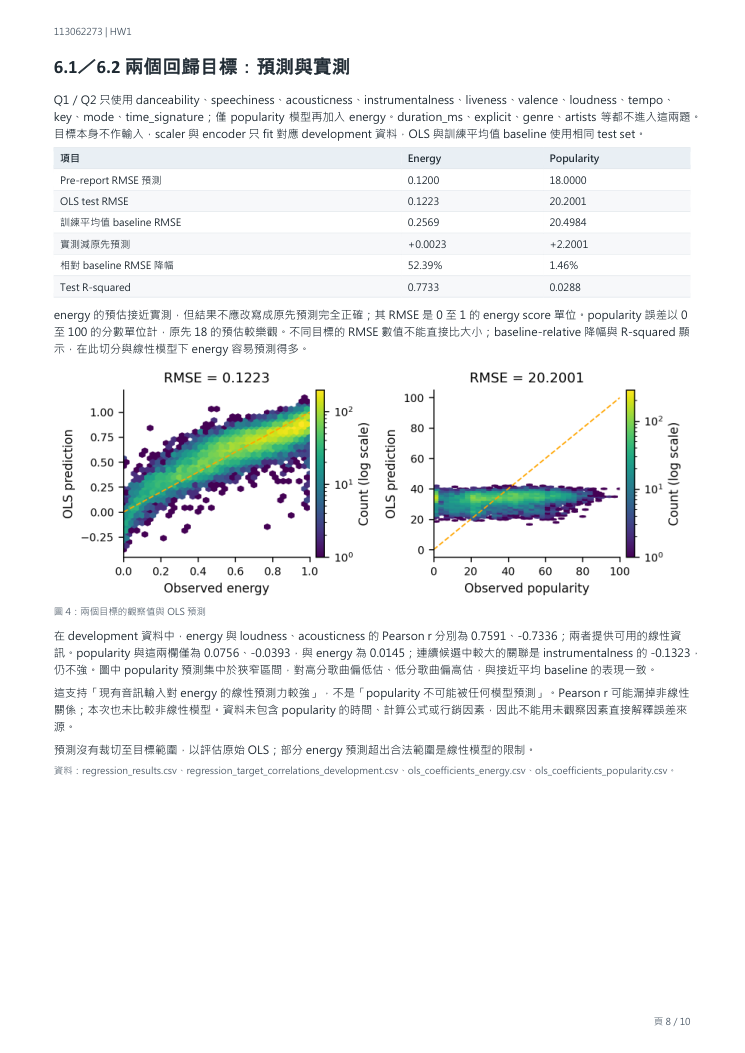 113062273 | HW1
6.1／6.2 兩個回歸目標：預測與實測
Q1 / Q2 只使用 danceability、speechiness、acousticness、instrumentalness、liveness、valence、loudness、tempo、
key、mode、time_signature；僅 popularity 模型再加入 energy。duration_ms、explicit、genre、artists 等都不進入這兩題。
目標本身不作輸入，scaler 與 encoder 只 fit 對應 development 資料，OLS 與訓練平均值 baseline 使用相同 test set。
項目 Energy Popularity
Pre-report RMSE 預測 0.1200 18.0000
OLS test RMSE 0.1223 20.2001
訓練平均值 baseline RMSE 0.2569 20.4984
實測減原先預測 +0.0023 +2.2001
相對 baseline RMSE 降幅 52.39% 1.46%
Test R-squared 0.7733 0.0288
energy 的預估接近實測，但結果不應改寫成原先預測完全正確；其 RMSE 是 0 至 1 的 energy score 單位。popularity 誤差以 0
至 100 的分數單位計，原先 18 的預估較樂觀。不同目標的 RMSE 數值不能直接比大小；baseline-relative 降幅與 R-squared 顯
示，在此切分與線性模型下 energy 容易預測得多。
RMSE = 0.1223
1.00
0.75
0.50
0.25
0.00
−0.25
OLS prediction
0.0 0.2 0.4 0.6 0.8 1.0
Observed energy
10²
10¹
10⁰
Count (log scale)
RMSE = 20.2001
100
80
60
40
20
0
OLS prediction
0 20 40 60 80 100
Observed popularity
10²
10¹
10⁰
Count (log scale)
圖 4：兩個目標的觀察值與 OLS 預測
在 development 資料中，energy 與 loudness、acousticness 的 Pearson r 分別為 0.7591、-0.7336；兩者提供可用的線性資
訊。popularity 與這兩欄僅為 0.0756、-0.0393，與 energy 為 0.0145；連續候選中較大的關聯是 instrumentalness 的 -0.1323，
仍不強。圖中 popularity 預測集中於狹窄區間，對高分歌曲偏低估、低分歌曲偏高估，與接近平均 baseline 的表現一致。
這支持「現有音訊輸入對 energy 的線性預測力較強」，不是「popularity 不可能被任何模型預測」。Pearson r 可能漏掉非線性
關係；本次也未比較非線性模型。資料未包含 popularity 的時間、計算公式或行銷因素，因此不能用未觀察因素直接解釋誤差來
源。
預測沒有裁切至目標範圍，以評估原始 OLS；部分 energy 預測超出合法範圍是線性模型的限制。
資料：regression_results.csv、regression_target_correlations_development.csv、ols_coefficients_energy.csv、ols_coefficients_popularity.csv。
頁 8 / 10